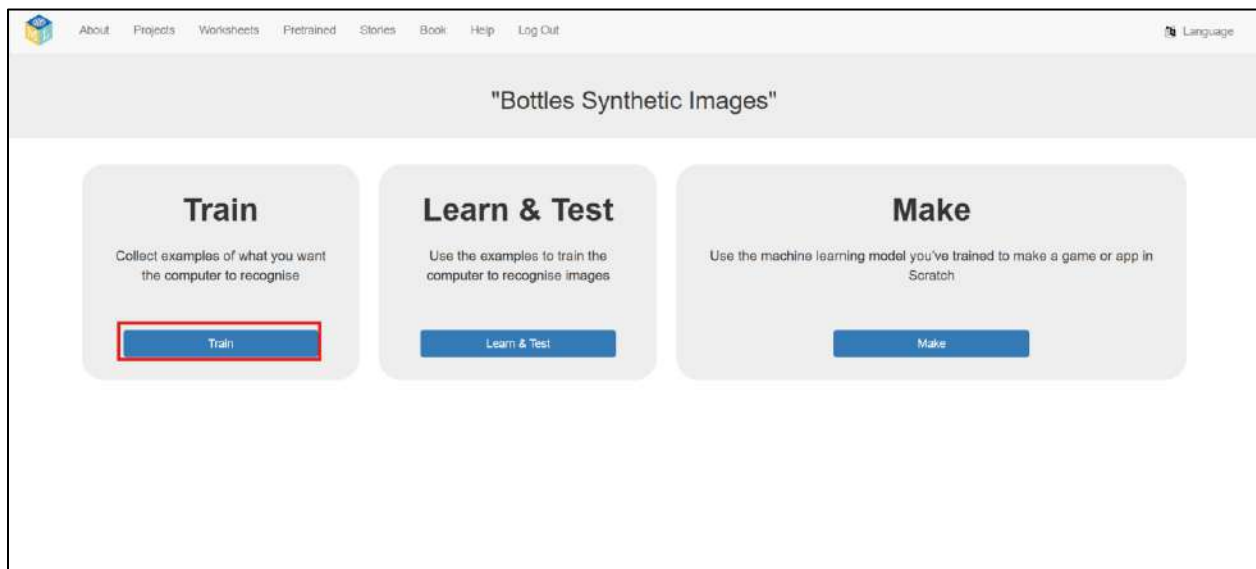 About Projects Worksheets Pretrained Stories Book Help Log Out Language
"Bottles Synthetic Images"
Train
Collect examples of what you want
the computer to recognise
Train
Learn & Test
Use the examples to train the
computer to recognise images
Learn & Test
Make
Use the machine learning model you've trained to make a game or app in
Scratch
Make